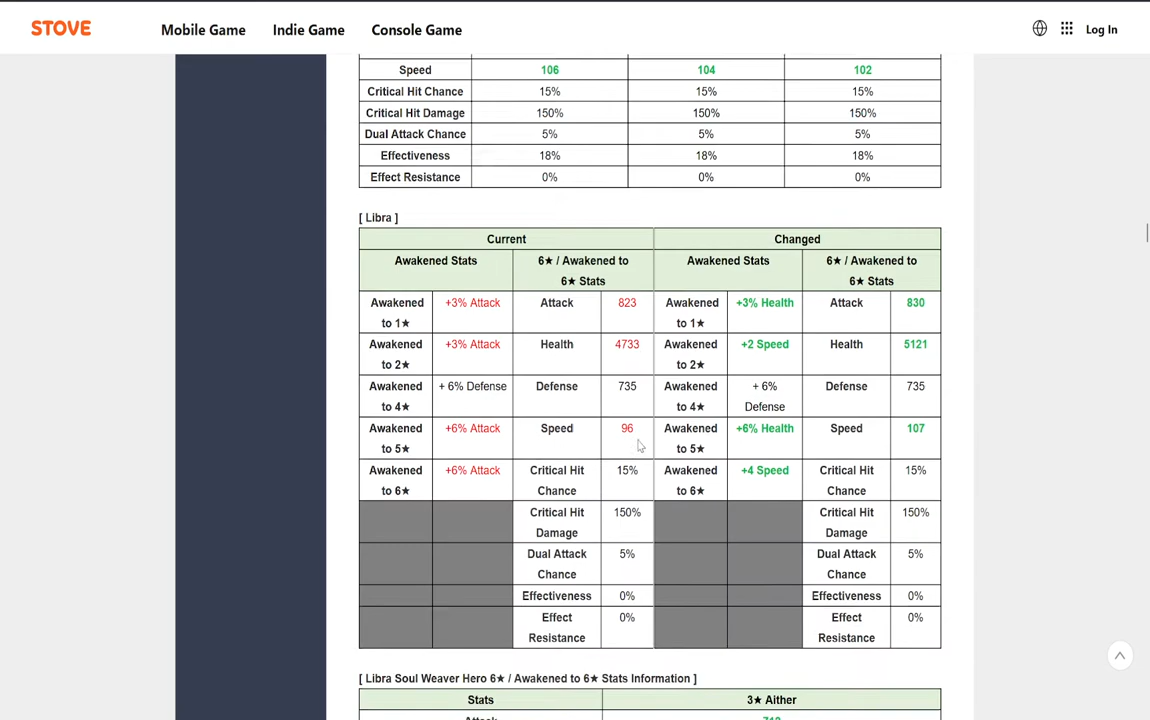 STOVE Mobile Game Indie Game Console Game Log In
Speed 106 104 102
Critical Hit Chance 15% 15% 15%
Critical Hit Damage 150% 150% 150%
Dual Attack Chance 5% 5% 5%
Effectiveness 18% 18% 18%
Effect Resistance 0% 0% 0%
[ Libra ]
Current Changed
Awakened Stats 6★ / Awakened to Awakened Stats 6★ / Awakened to
6★ Stats 6★ Stats
Awakened +3% Attack Attack 823 Awakened +3% Health Attack 830
to 1★ to 1★
Awakened +3% Attack Health 4733 Awakened +2 Speed Health 5121
to 2★ to 2★
Awakened + 6% Defense Defense 735 Awakened + 6% Defense 735
to 4★ to 4★ Defense
Awakened +6% Attack Speed 96 Awakened +6% Health Speed 107
to 5★ to 5★
Awakened +6% Attack Critical Hit 15% Awakened +4 Speed Critical Hit 15%
to 6★ Chance to 6★ Chance
Critical Hit 150% Critical Hit 150%
Damage Damage
Dual Attack 5% Dual Attack 5%
Chance Chance
Effectiveness 0% Effectiveness 0%
Effect 0% Effect 0%
Resistance Resistance
[ Libra Soul Weaver Hero 6★ / Awakened to 6★ Stats Information ]
Stats 3★ Aither